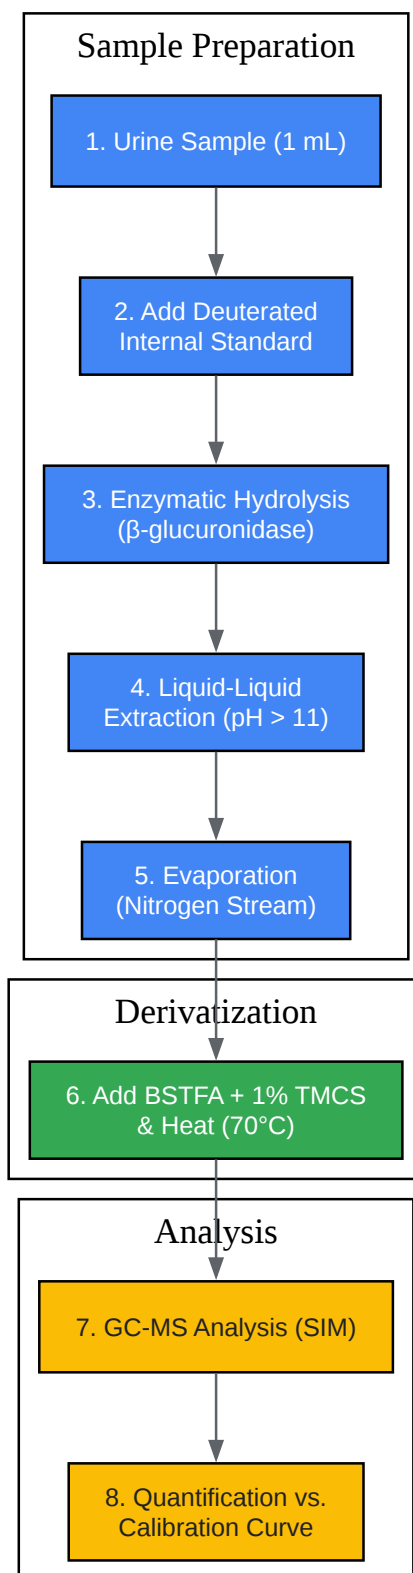 Sample Preparation
1. Urine Sample (1 mL)
2. Add Deuterated
Internal Standard
3. Enzymatic Hydrolysis
(β-glucuronidase)
4. Liquid-Liquid
Extraction (pH > 11)
5. Evaporation
(Nitrogen Stream)
Derivatization
6. Add BSTFA + 1% TMCS
& Heat (70°C)
Analysis
7. GC-MS Analysis (SIM)
8. Quantification vs.
Calibration Curve